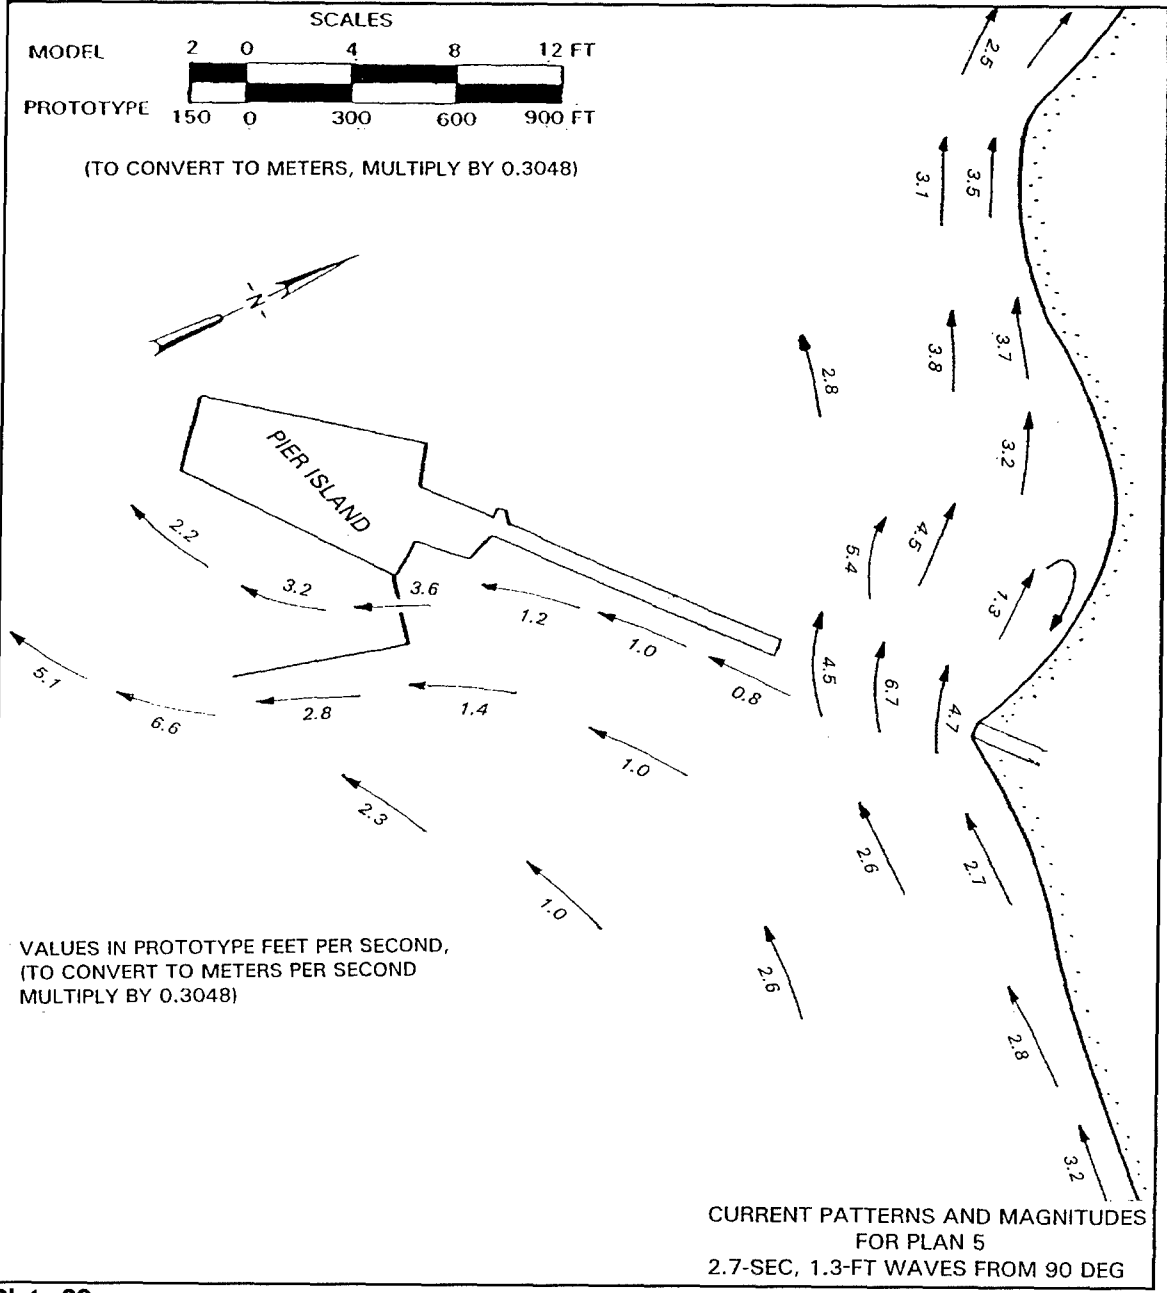 SCALES
MODEL 2 0 4 8 12 FT
PROTOTYPE 150 0 300 600 900 FT
(TO CONVERT TO METERS, MULTIPLY BY 0.3048)
-N-
PIER ISLAND
2.5
3.1
3.5
3.8
3.7
2.8
3.2
5.4
4.5
1.3
2.2
3.2
3.6
1.2
1.0
0.8
4.5
6.7
4.7
5.1
6.6
2.8
1.4
1.0
2.3
2.6
2.7
1.0
2.6
2.8
3.2
VALUES IN PROTOTYPE FEET PER SECOND,
(TO CONVERT TO METERS PER SECOND
MULTIPLY BY 0.3048)
CURRENT PATTERNS AND MAGNITUDES
FOR PLAN 5
2.7-SEC, 1.3-FT WAVES FROM 90 DEG